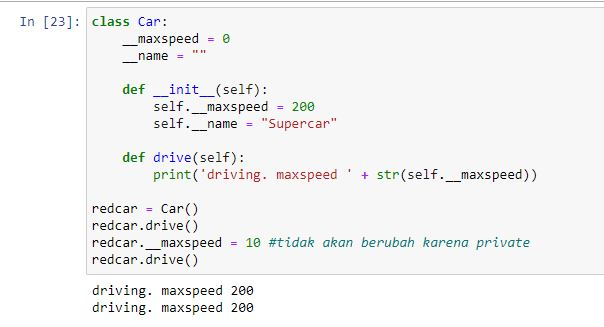 In [23]: class Car:
    __maxspeed = 0
    __name = ""

    def __init__(self):
        self.__maxspeed = 200
        self.__name = "Supercar"

    def drive(self):
        print('driving. maxspeed ' + str(self.__maxspeed))

redcar = Car()
redcar.drive()
redcar.__maxspeed = 10 #tidak akan berubah karena private
redcar.drive()

driving. maxspeed 200
driving. maxspeed 200